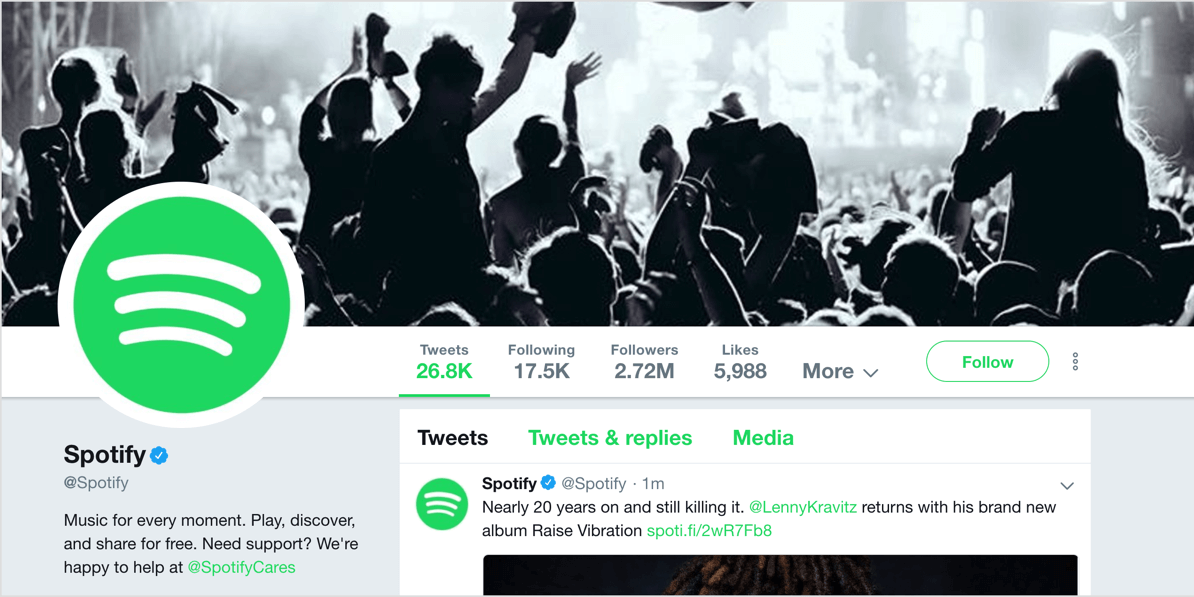 Tweets
26.8K
Following
17.5K
Followers
2.72M
Likes
5,988
More
Follow
Spotify
@Spotify
Music for every moment. Play, discover,
and share for free. Need support? We're
happy to help at @SpotifyCares
Tweets Tweets & replies Media
Spotify @Spotify · 1m
Nearly 20 years on and still killing it. @LennyKravitz returns with his brand new
album Raise Vibration spoti.fi/2wR7Fb8